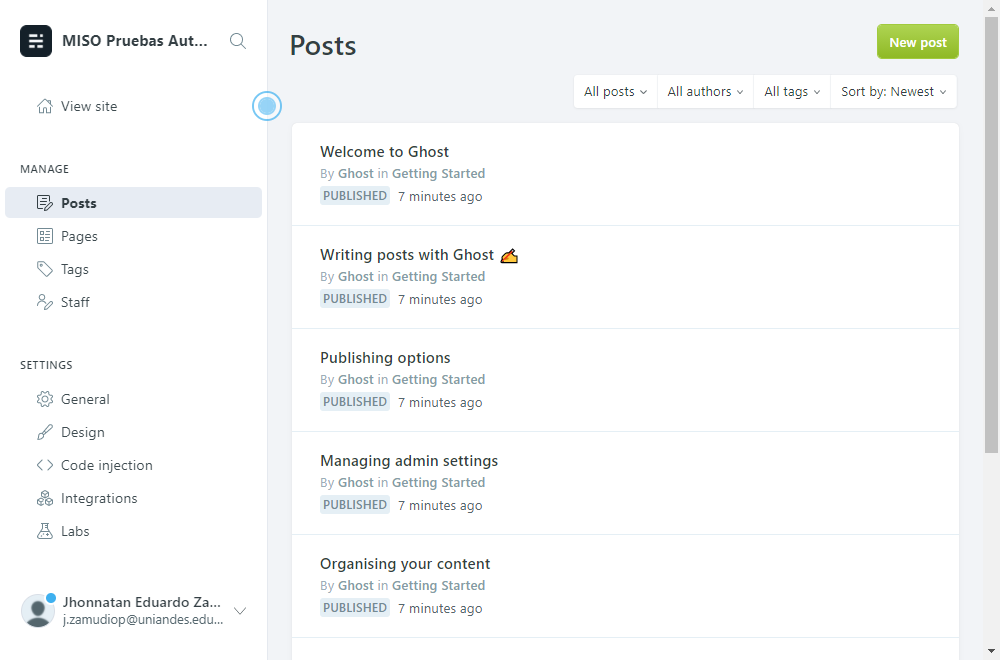 MISO Pruebas Aut...
View site
MANAGE
Posts
Pages
Tags
Staff
SETTINGS
General
Design
Code injection
Integrations
Labs
Jhonnatan Eduardo Za...
j.zamudiop@uniandes.edu...
Posts
New post
All posts All authors All tags Sort by: Newest
Welcome to Ghost
By Ghost in Getting Started
PUBLISHED 7 minutes ago
Writing posts with Ghost ✍️
By Ghost in Getting Started
PUBLISHED 7 minutes ago
Publishing options
By Ghost in Getting Started
PUBLISHED 7 minutes ago
Managing admin settings
By Ghost in Getting Started
PUBLISHED 7 minutes ago
Organising your content
By Ghost in Getting Started
PUBLISHED 7 minutes ago